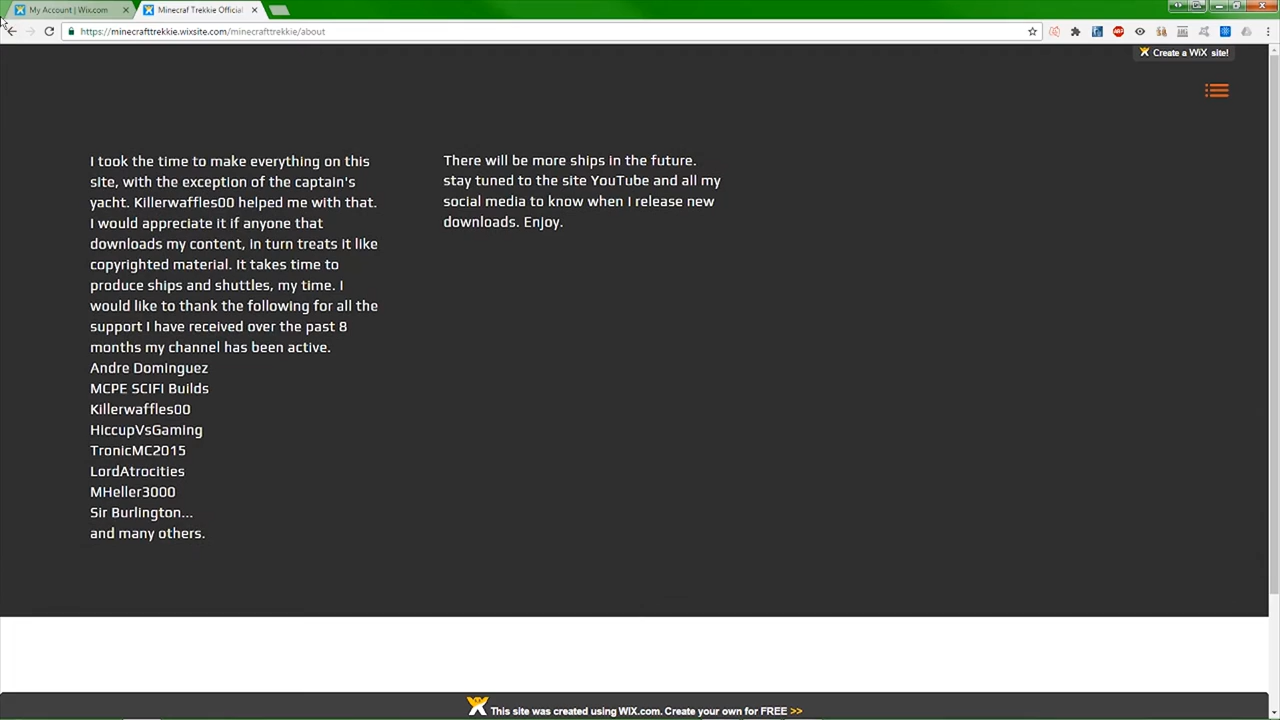 My Account | Wix.com
Minecraf Trekkie Official
https://minecrafttrekkie.wixsite.com/minecrafttrekkie/about
Create a WiX site!
I took the time to make everything on this
site, with the exception of the captain's
yacht. Killerwaffles00 helped me with that.
I would appreciate it if anyone that
downloads my content, in turn treats it like
copyrighted material. It takes time to
produce ships and shuttles, my time. I
would like to thank the following for all the
support I have received over the past 8
months my channel has been active.
Andre Dominguez
MCPE SCIFI Builds
Killerwaffles00
HiccupVsGaming
TronicMC2015
LordAtrocities
MHeller3000
Sir Burlington...
and many others.
There will be more ships in the future.
stay tuned to the site YouTube and all my
social media to know when I release new
downloads. Enjoy.
This site was created using WIX.com. Create your own for FREE >>